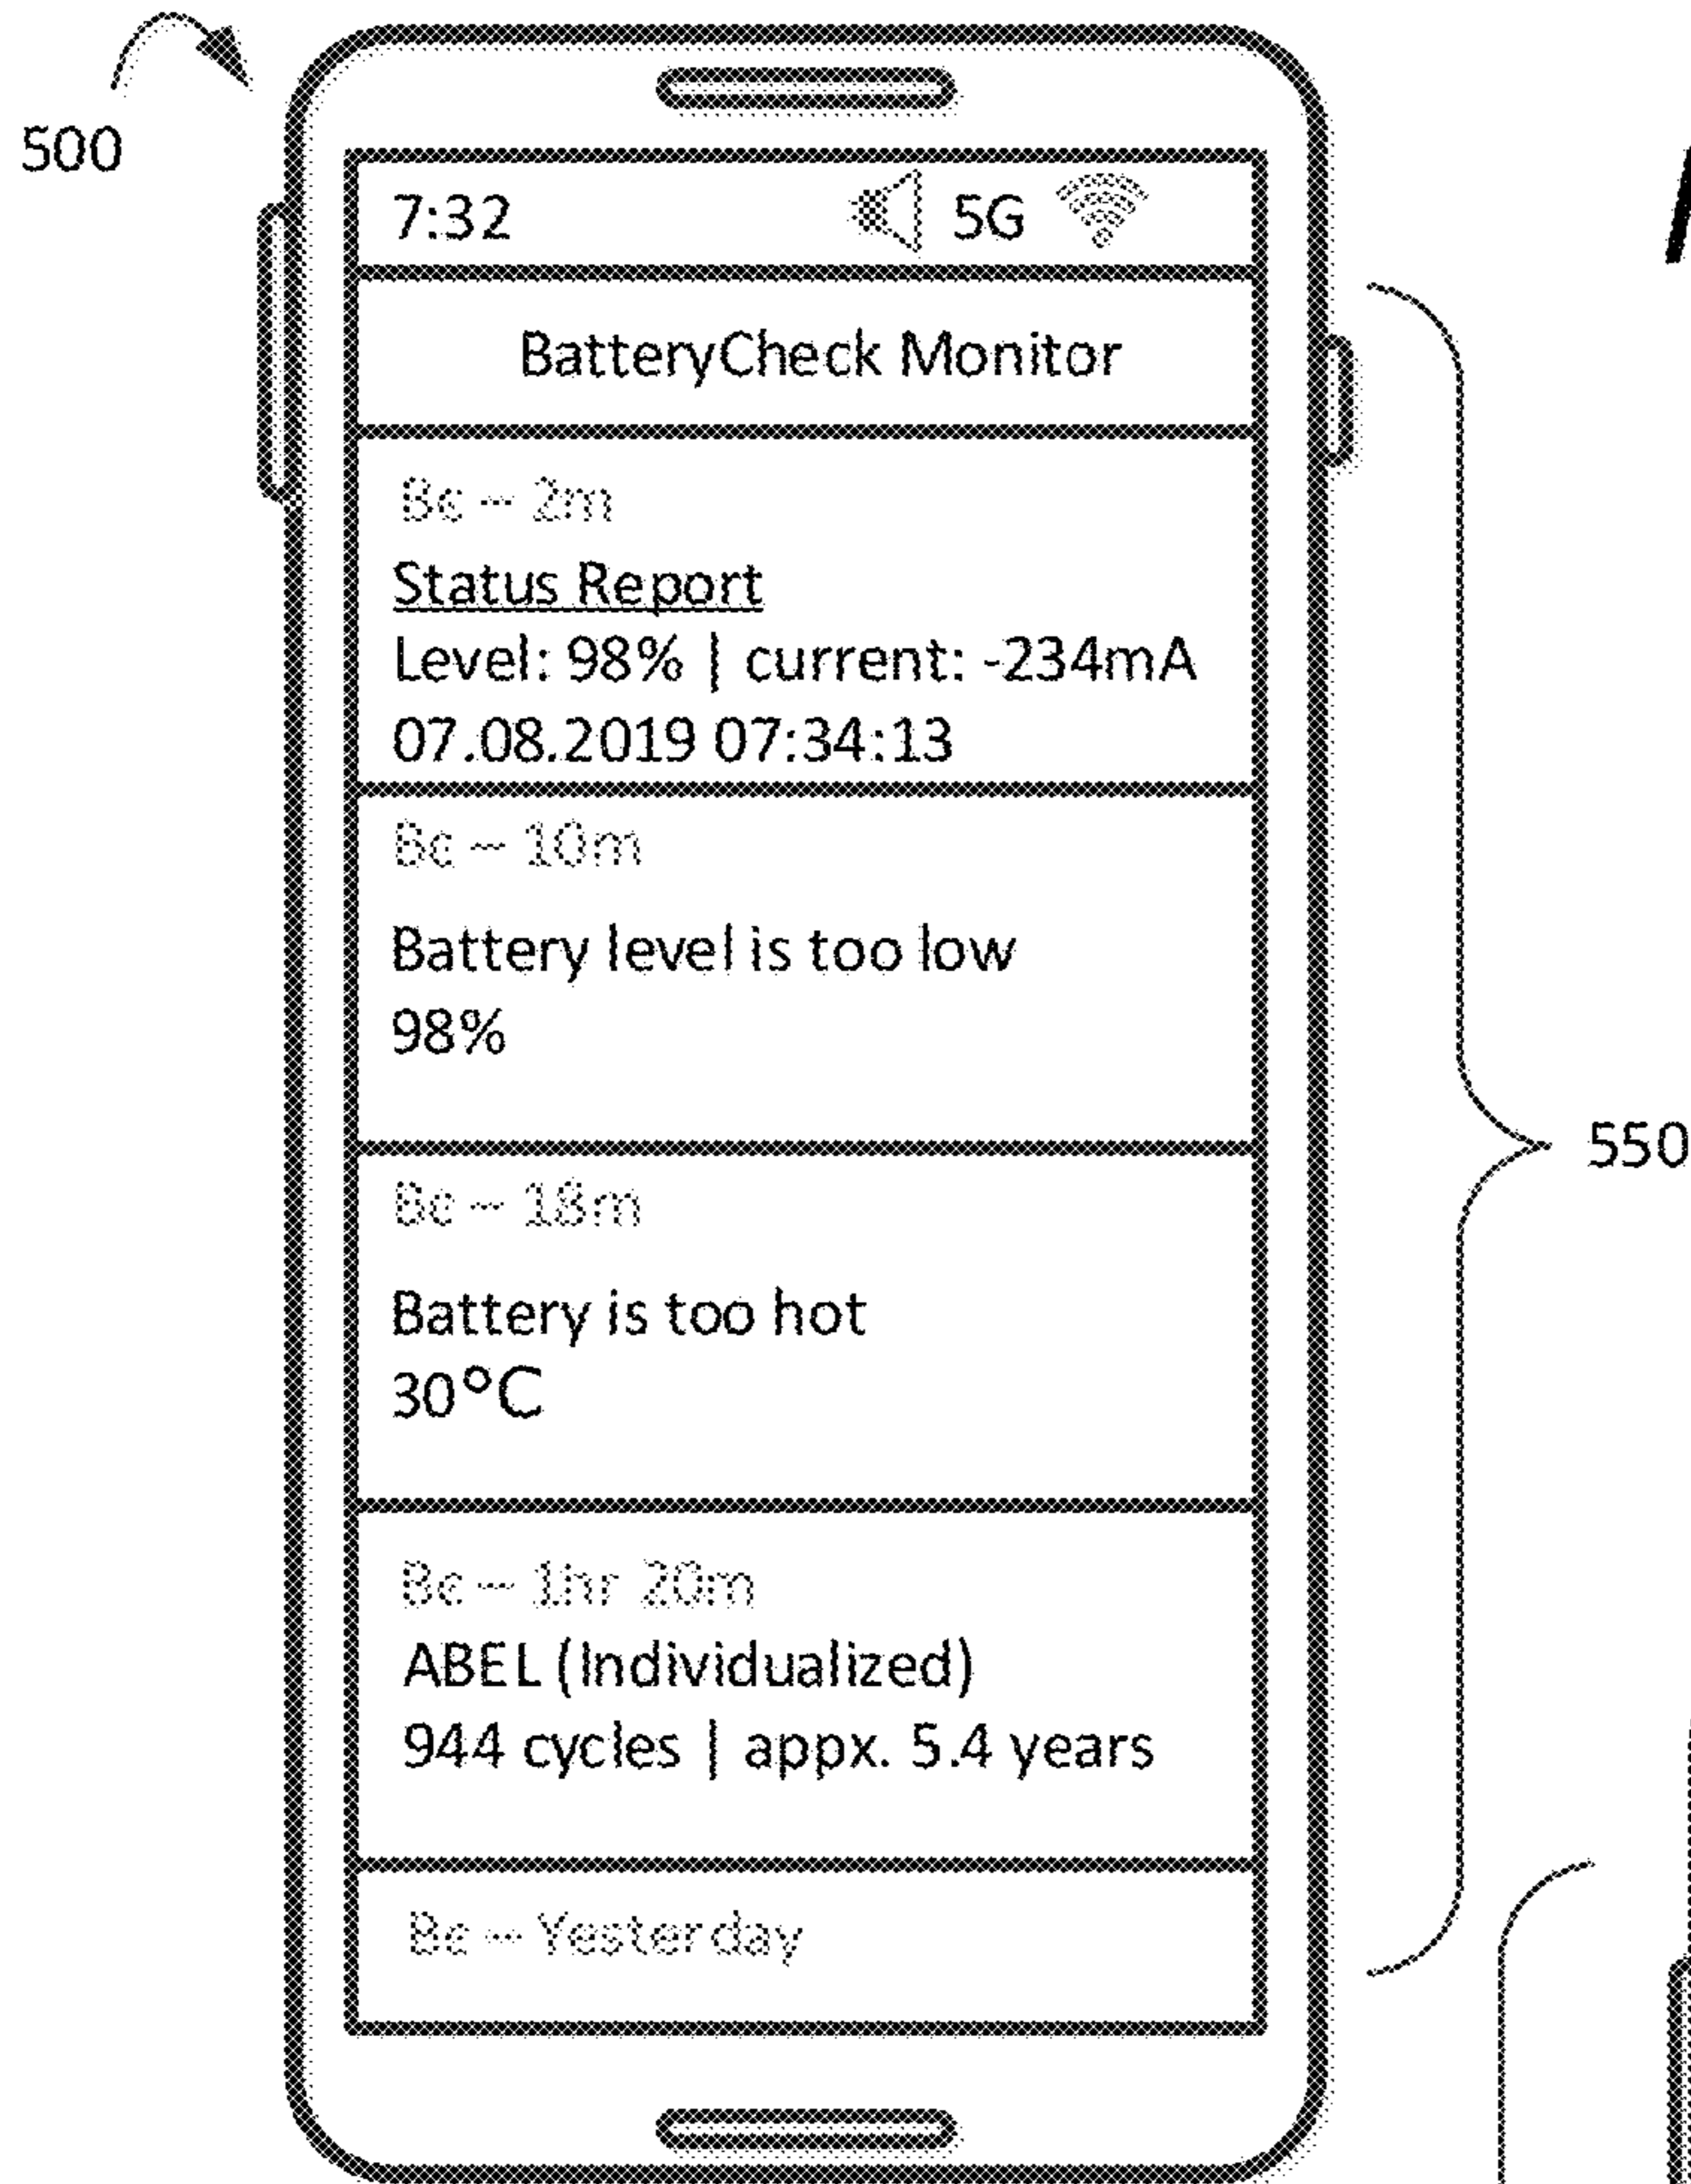 500
7:32 5G
BatteryCheck Monitor
Bc – 2m
Status Report
Level: 98% | current: -234mA
07.08.2019 07:34:13
Bc – 10m
Battery level is too low
98%
550
Bc – 18m
Battery is too hot
30°C
Bc – 1hr 20m
ABEL (Individualized)
944 cycles | appx. 5.4 years
Bc – Yesterday